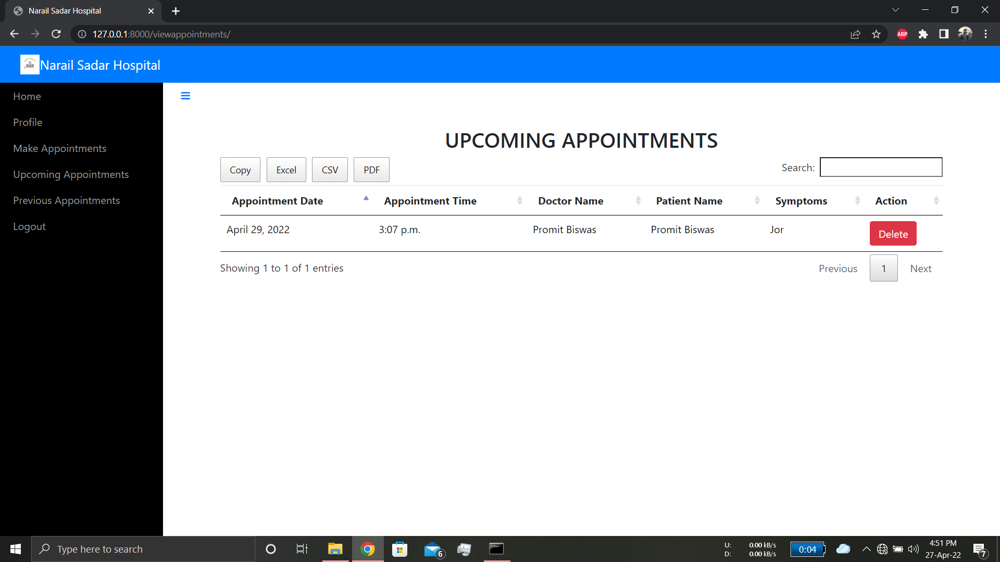 Narail Sadar Hospital
127.0.0.1:8000/viewappointments/
ABP
Narail Sadar Hospital
Home
Profile
Make Appointments
Upcoming Appointments
Previous Appointments
Logout
UPCOMING APPOINTMENTS
Copy Excel CSV PDF Search:
Appointment Date Appointment Time Doctor Name Patient Name Symptoms Action
April 29, 2022 3:07 p.m. Promit Biswas Promit Biswas Jor Delete
Showing 1 to 1 of 1 entries Previous 1 Next
Type here to search
6
U: 0.00 kB/s
D: 0.00 kB/s
0:04
4:51 PM
27-Apr-22
7